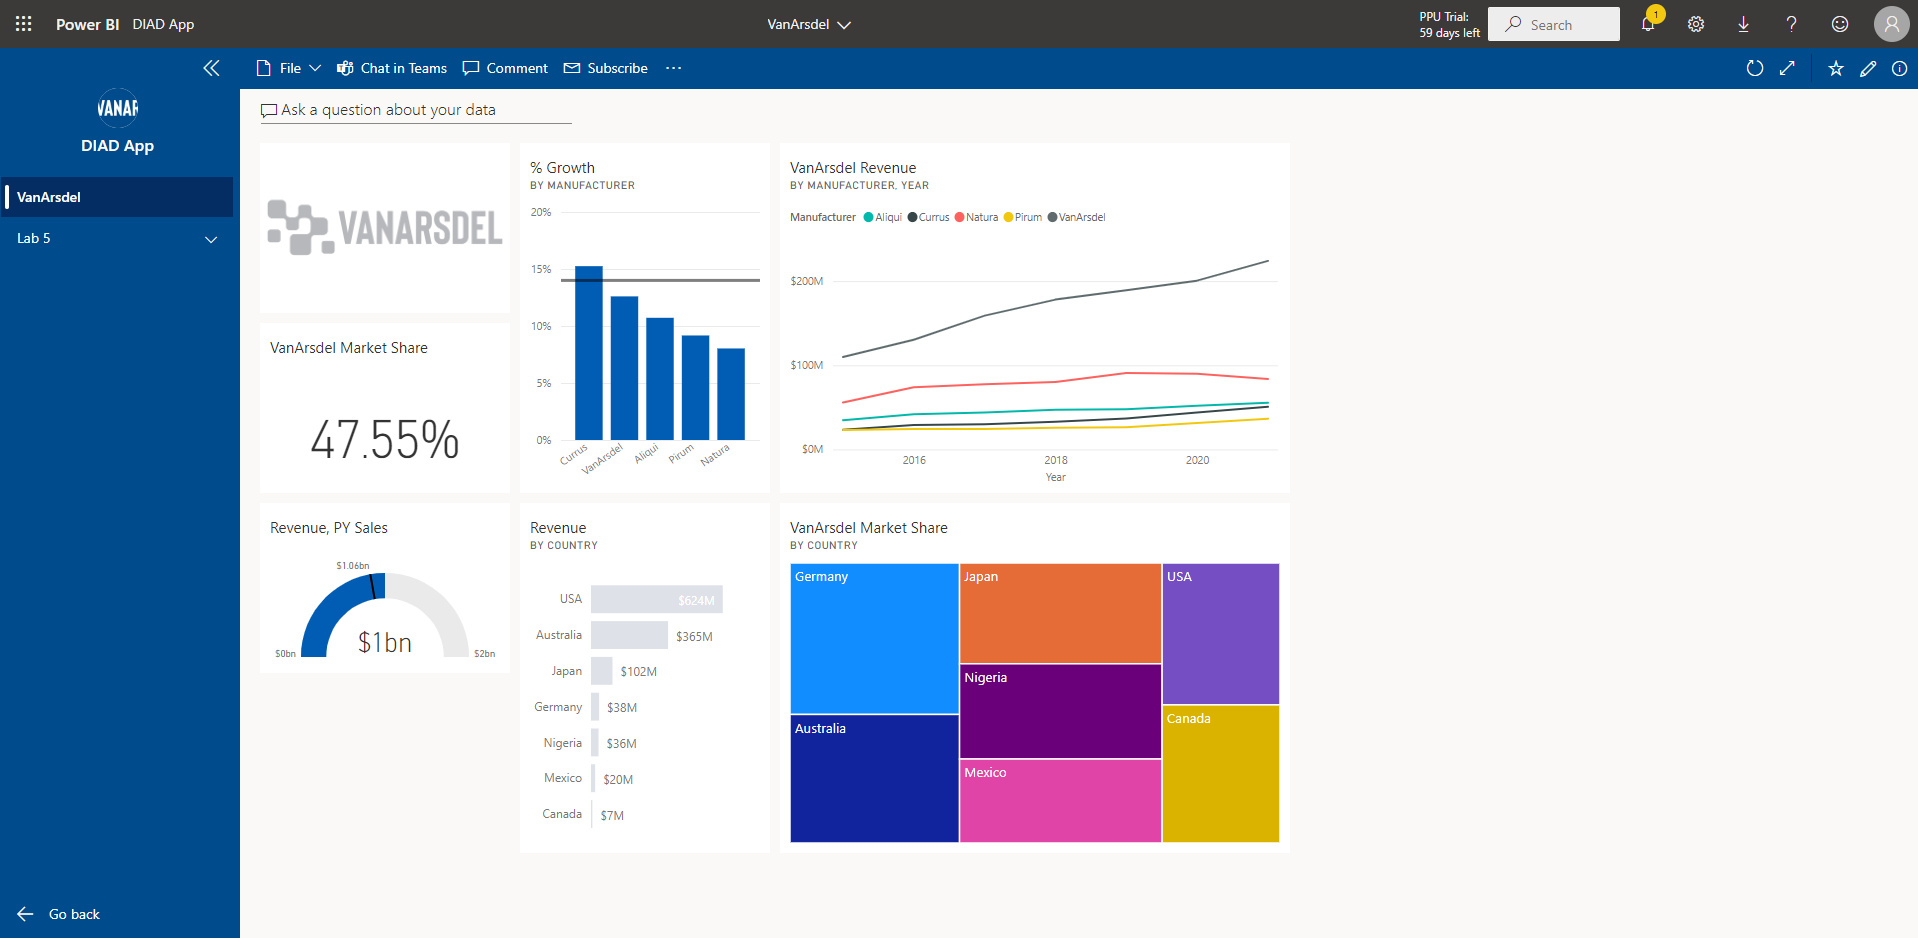 Power BI DIAD App
VanArsdel
PPU Trial:
59 days left
Search
1
File
Chat in Teams
Comment
Subscribe
VANAR
DIAD App
VanArsdel
Lab 5
Go back
Ask a question about your data
VANARSDEL
VanArsdel Market Share
47.55%
Revenue, PY Sales
$1.06bn
$0bn
$1bn
$2bn
% Growth
BY MANUFACTURER
20%
15%
10%
5%
0%
Currus
VanArsdel
Aliqui
Pirum
Natura
VanArsdel Revenue
BY MANUFACTURER, YEAR
Manufacturer Aliqui Currus Natura Pirum VanArsdel
$200M
$100M
$0M
2016 2018 2020
Year
Revenue
BY COUNTRY
USA $624M
Australia $365M
Japan $102M
Germany $38M
Nigeria $36M
Mexico $20M
Canada $7M
VanArsdel Market Share
BY COUNTRY
Germany
Australia
Japan
Nigeria
Mexico
USA
Canada